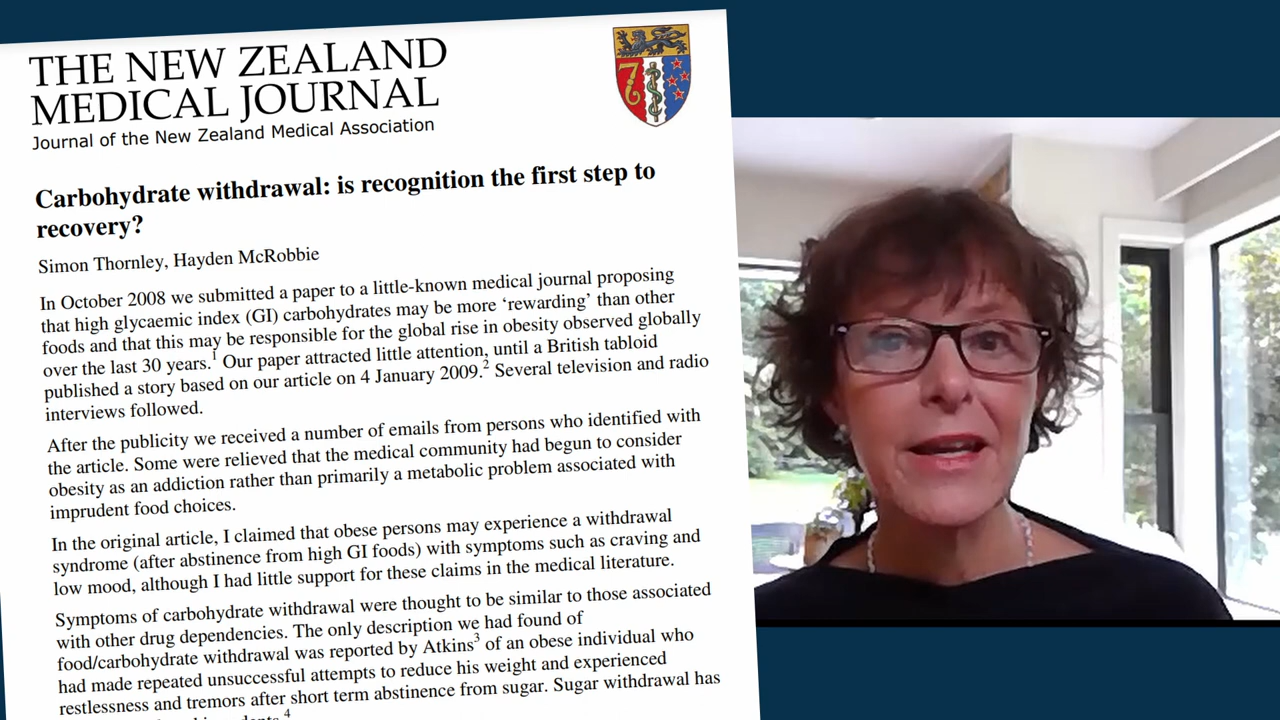 THE NEW ZEALAND
MEDICAL JOURNAL
Journal of the New Zealand Medical Association
Carbohydrate withdrawal: is recognition the first step to
recovery?
Simon Thornley, Hayden McRobbie
In October 2008 we submitted a paper to a little-known medical journal proposing
that high glycaemic index (GI) carbohydrates may be more ‘rewarding’ than other
foods and that this may be responsible for the global rise in obesity observed globally
over the last 30 years.1 Our paper attracted little attention, until a British tabloid
published a story based on our article on 4 January 2009.2 Several television and radio
interviews followed.
After the publicity we received a number of emails from persons who identified with
the article. Some were relieved that the medical community had begun to consider
obesity as an addiction rather than primarily a metabolic problem associated with
imprudent food choices.
In the original article, I claimed that obese persons may experience a withdrawal
syndrome (after abstinence from high GI foods) with symptoms such as craving and
low mood, although I had little support for these claims in the medical literature.
Symptoms of carbohydrate withdrawal were thought to be similar to those associated
with other drug dependencies. The only description we had found of
food/carbohydrate withdrawal was reported by Atkins3 of an obese individual who
had made repeated unsuccessful attempts to reduce his weight and experienced
restlessness and tremors after short term abstinence from sugar. Sugar withdrawal has
4